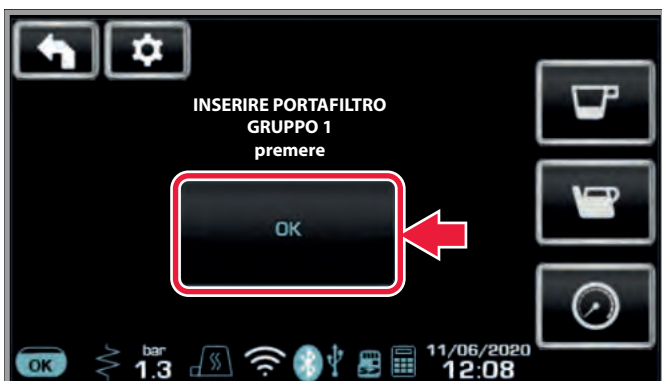 INSERIRE PORTAFILTRO
GRUPPO 1
premere
OK
OK
bar
1.3
11/06/2020
12:08